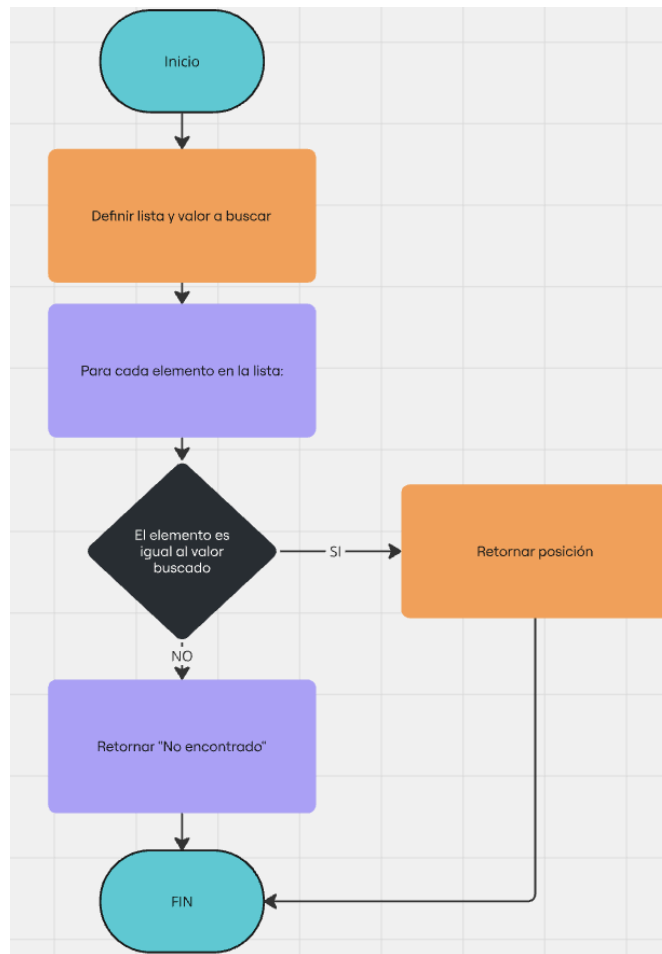 Inicio
Definir lista y valor a buscar
Para cada elemento en la lista:
El elemento es
igual al valor
buscado
SI
Retornar posición
NO
Retornar "No encontrado"
FIN